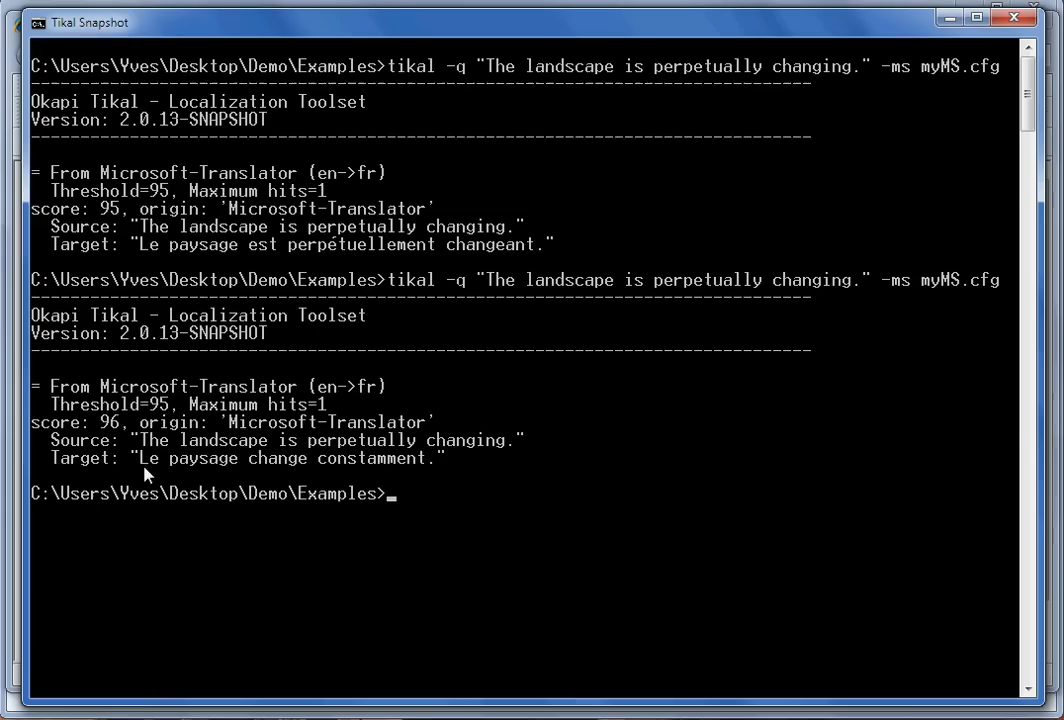 Tikal Snapshot
C:\Users\Yves\Desktop\Demo\Examples>tikal -q "The landscape is perpetually changing." -ms myMS.cfg
-------------------------------------------------------------------------------
Okapi Tikal - Localization Toolset
Version: 2.0.13-SNAPSHOT
-------------------------------------------------------------------------------
= From Microsoft-Translator (en->fr)
Threshold=95, Maximum hits=1
score: 95, origin: 'Microsoft-Translator'
Source: "The landscape is perpetually changing."
Target: "Le paysage est perpétuellement changeant."
C:\Users\Yves\Desktop\Demo\Examples>tikal -q "The landscape is perpetually changing." -ms myMS.cfg
-------------------------------------------------------------------------------
Okapi Tikal - Localization Toolset
Version: 2.0.13-SNAPSHOT
-------------------------------------------------------------------------------
= From Microsoft-Translator (en->fr)
Threshold=95, Maximum hits=1
score: 96, origin: 'Microsoft-Translator'
Source: "The landscape is perpetually changing."
Target: "Le paysage change constamment."
C:\Users\Yves\Desktop\Demo\Examples>_